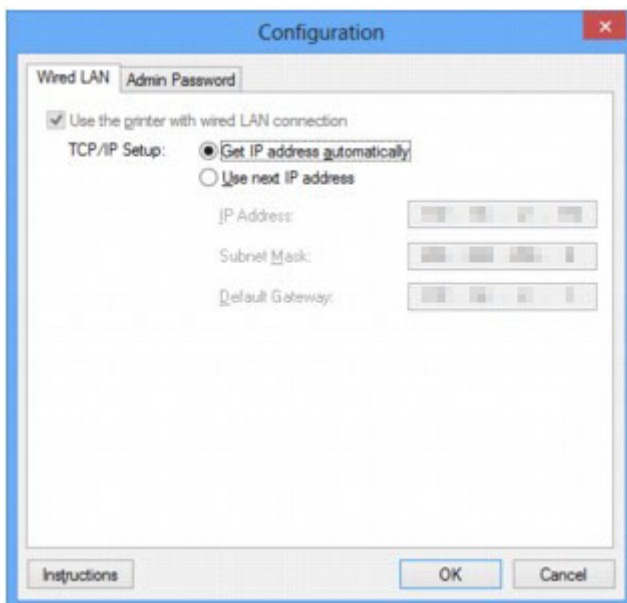 Configuration
Wired LAN
Admin Password
Use the printer with wired LAN connection
TCP/IP Setup:
Get IP address automatically
Use next IP address
IP Address:
Subnet Mask:
Default Gateway:
Instructions
OK
Cancel